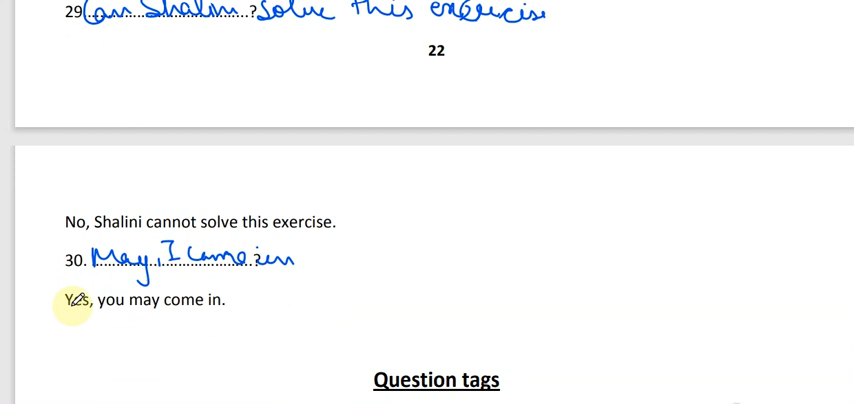 29. Can Shalini ..............? Solve this exercise
22
No, Shalini cannot solve this exercise.
30. May, I come in ..............?
Yes, you may come in.
Question tags